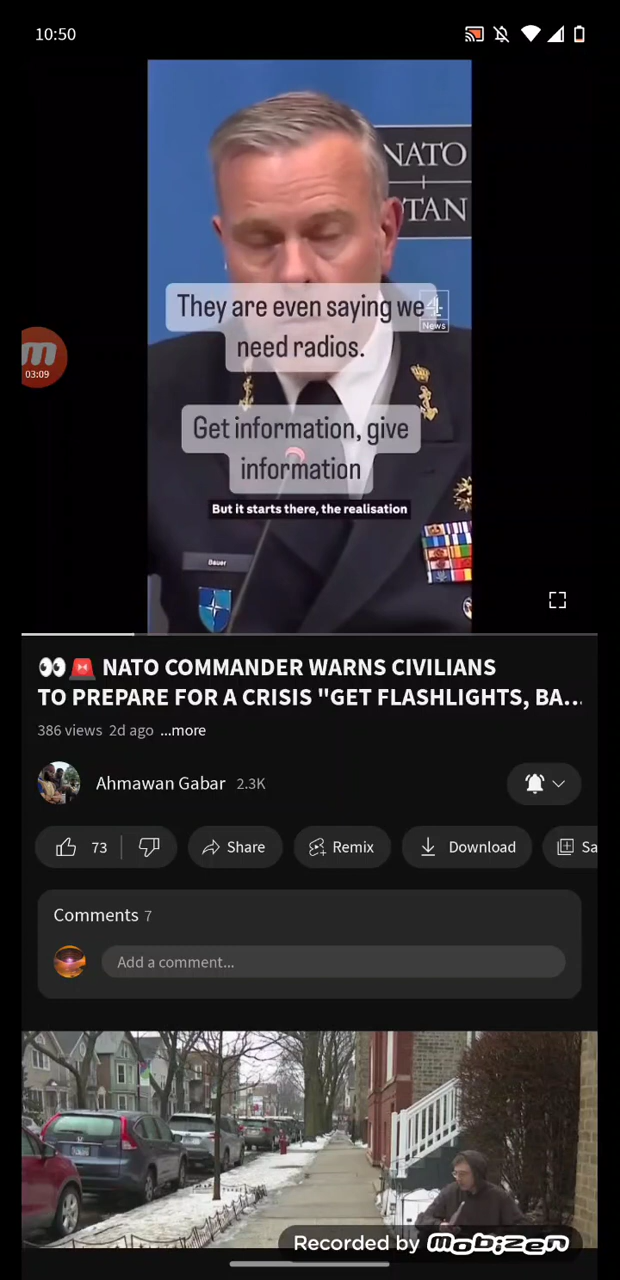 10:50
NATO
OTAN
They are even saying we
4
News
need radios.
03:09
Get information, give
information
But it starts there, the realisation
Bauer
👀🚨 NATO COMMANDER WARNS CIVILIANS
TO PREPARE FOR A CRISIS "GET FLASHLIGHTS, BA...
386 views 2d ago ...more
Ahmawan Gabar 2.3K
73 Share Remix Download Sa
Comments 7
Add a comment...
Recorded by mobizen